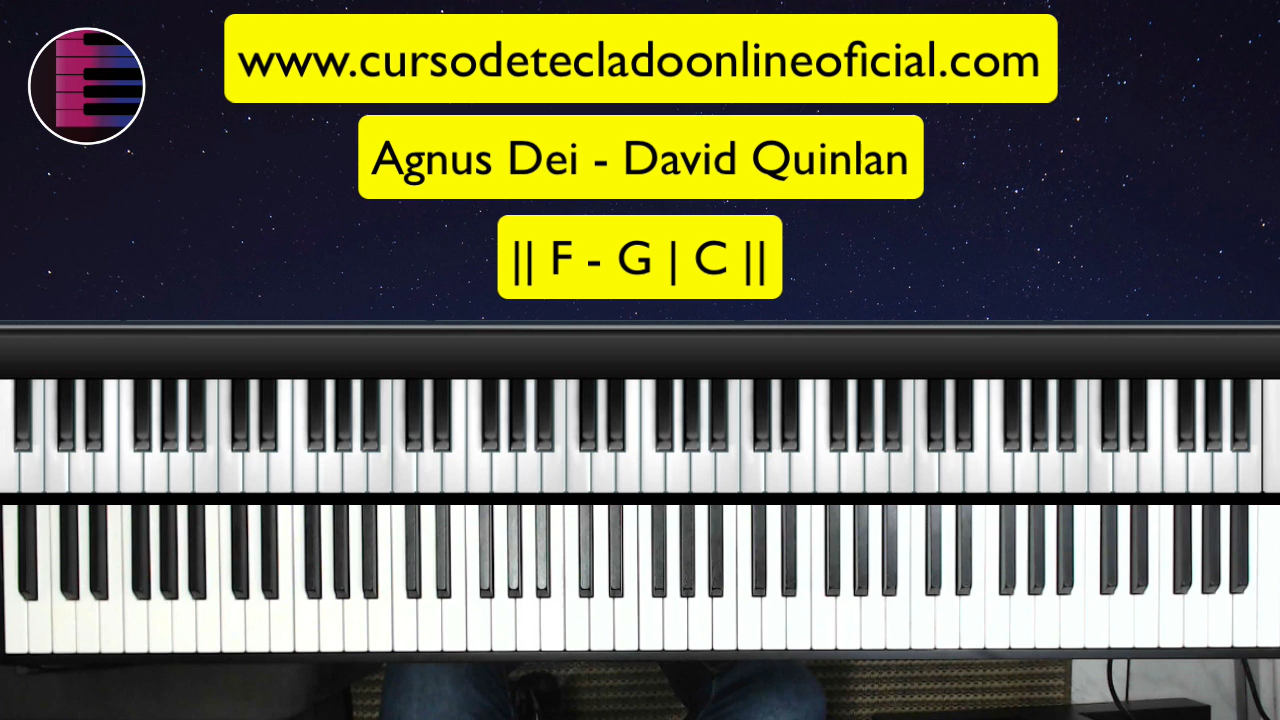 www.cursodetecladoonlineoficial.com
Agnus Dei - David Quinlan
|| F - G | C ||